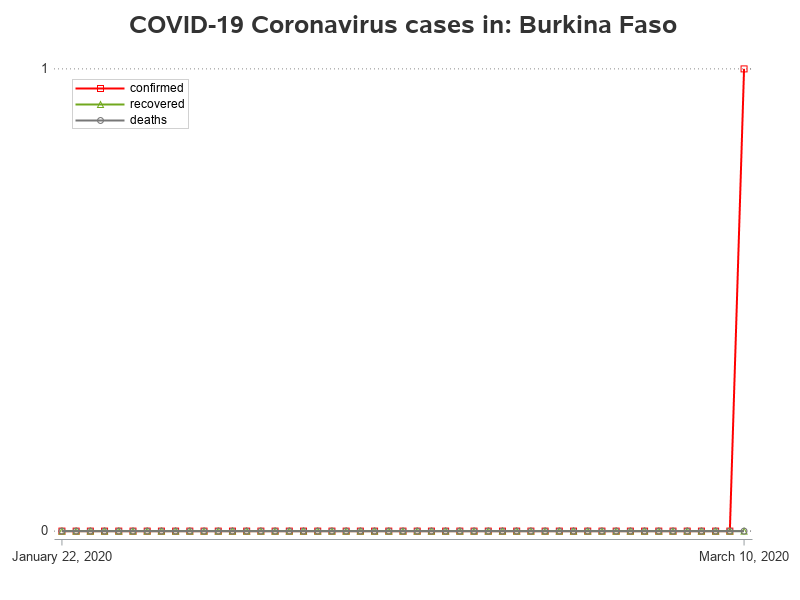 COVID-19 Coronavirus cases in: Burkina Faso
1
confirmed
recovered
deaths
0
January 22, 2020
March 10, 2020